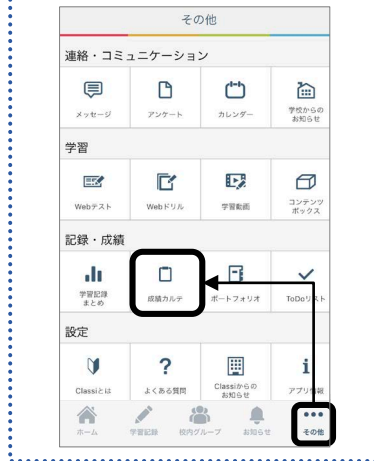 その他
連絡・コミュニケーション
メッセージ
アンケート
カレンダー
学校からの
お知らせ
学習
Webテスト
Webドリル
学習動画
コンテンツ
ボックス
記録・成績
学習記録
まとめ
成績カルテ
ポートフォリオ
ToDoリスト
設定
Classiとは
よくある質問
Classiからの
お知らせ
アプリ情報
ホーム
学習記録
校内グループ
お知らせ
その他